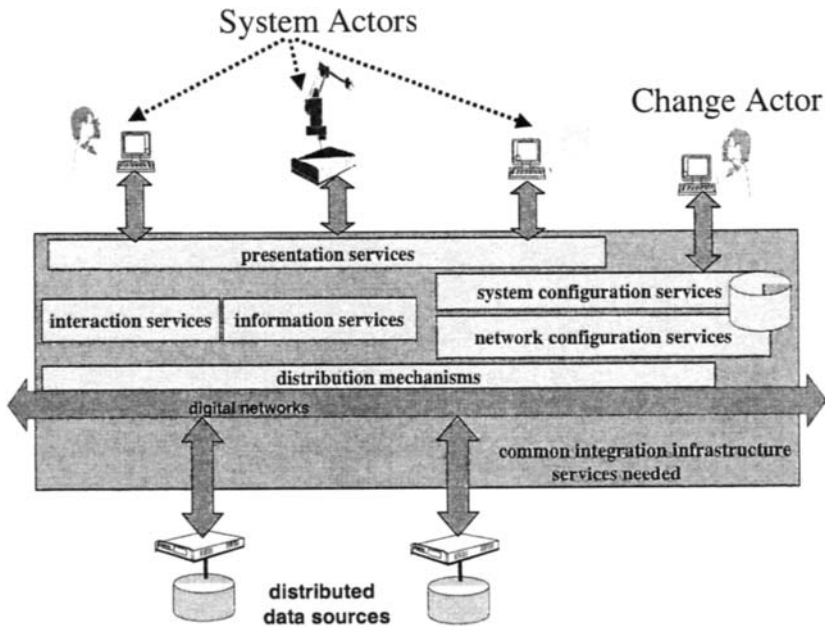 System Actors
Change Actor
presentation services
system configuration services
interaction services
information services
network configuration services
distribution mechanisms
digital networks
common integration infrastructure
services needed
distributed
data sources